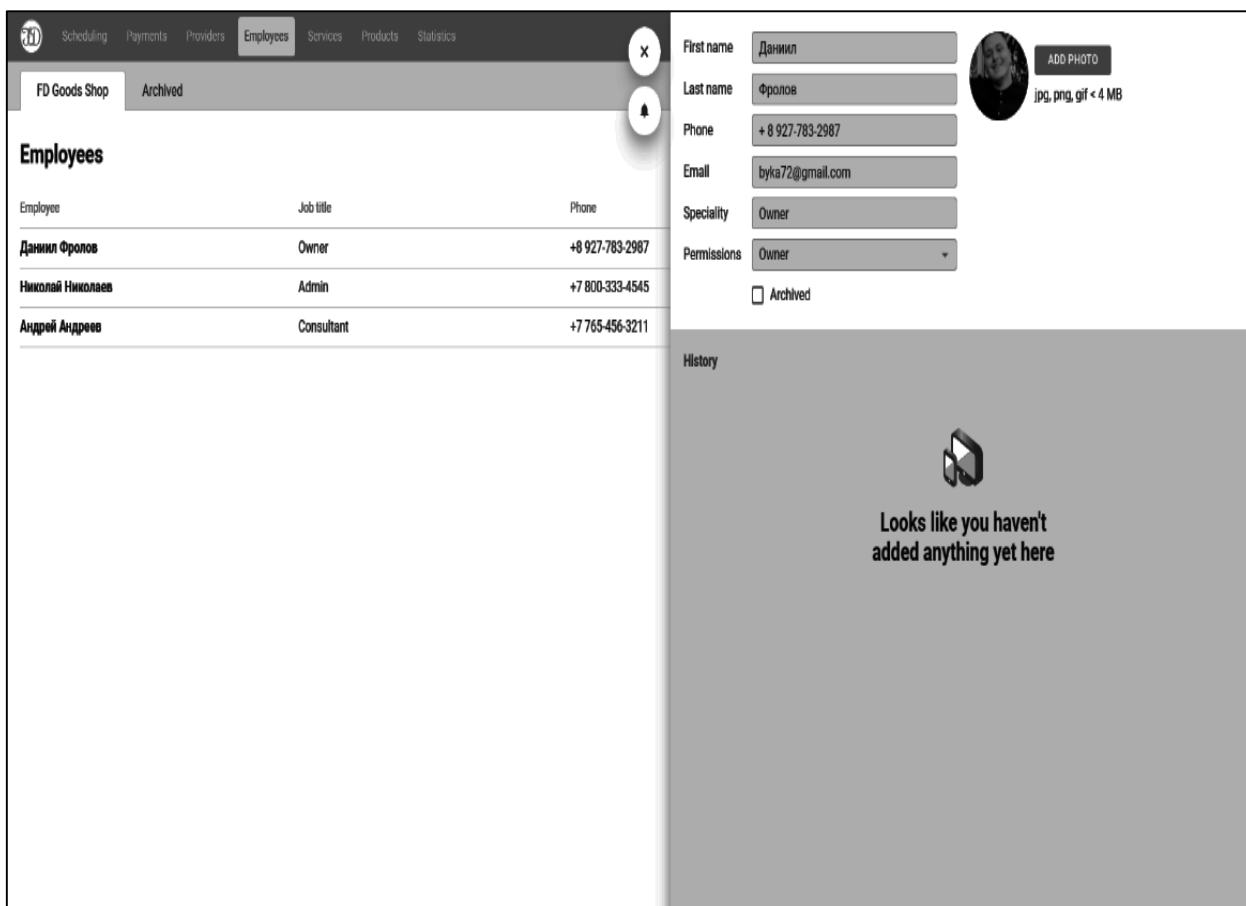 Scheduling Payments Providers Employees Services Products Statistics
FD Goods Shop Archived
Employees
Employee Job title Phone
Даниил Фролов Owner +8 927-783-2987
Николай Николаев Admin +7 800-333-4545
Андрей Андреев Consultant +7 765-456-3211
First name Даниил
Last name Фролов
Phone + 8 927-783-2987
Email byka72@gmail.com
Speciality Owner
Permissions Owner
Archived
ADD PHOTO
jpg, png, gif < 4 MB
History
Looks like you haven't
added anything yet here